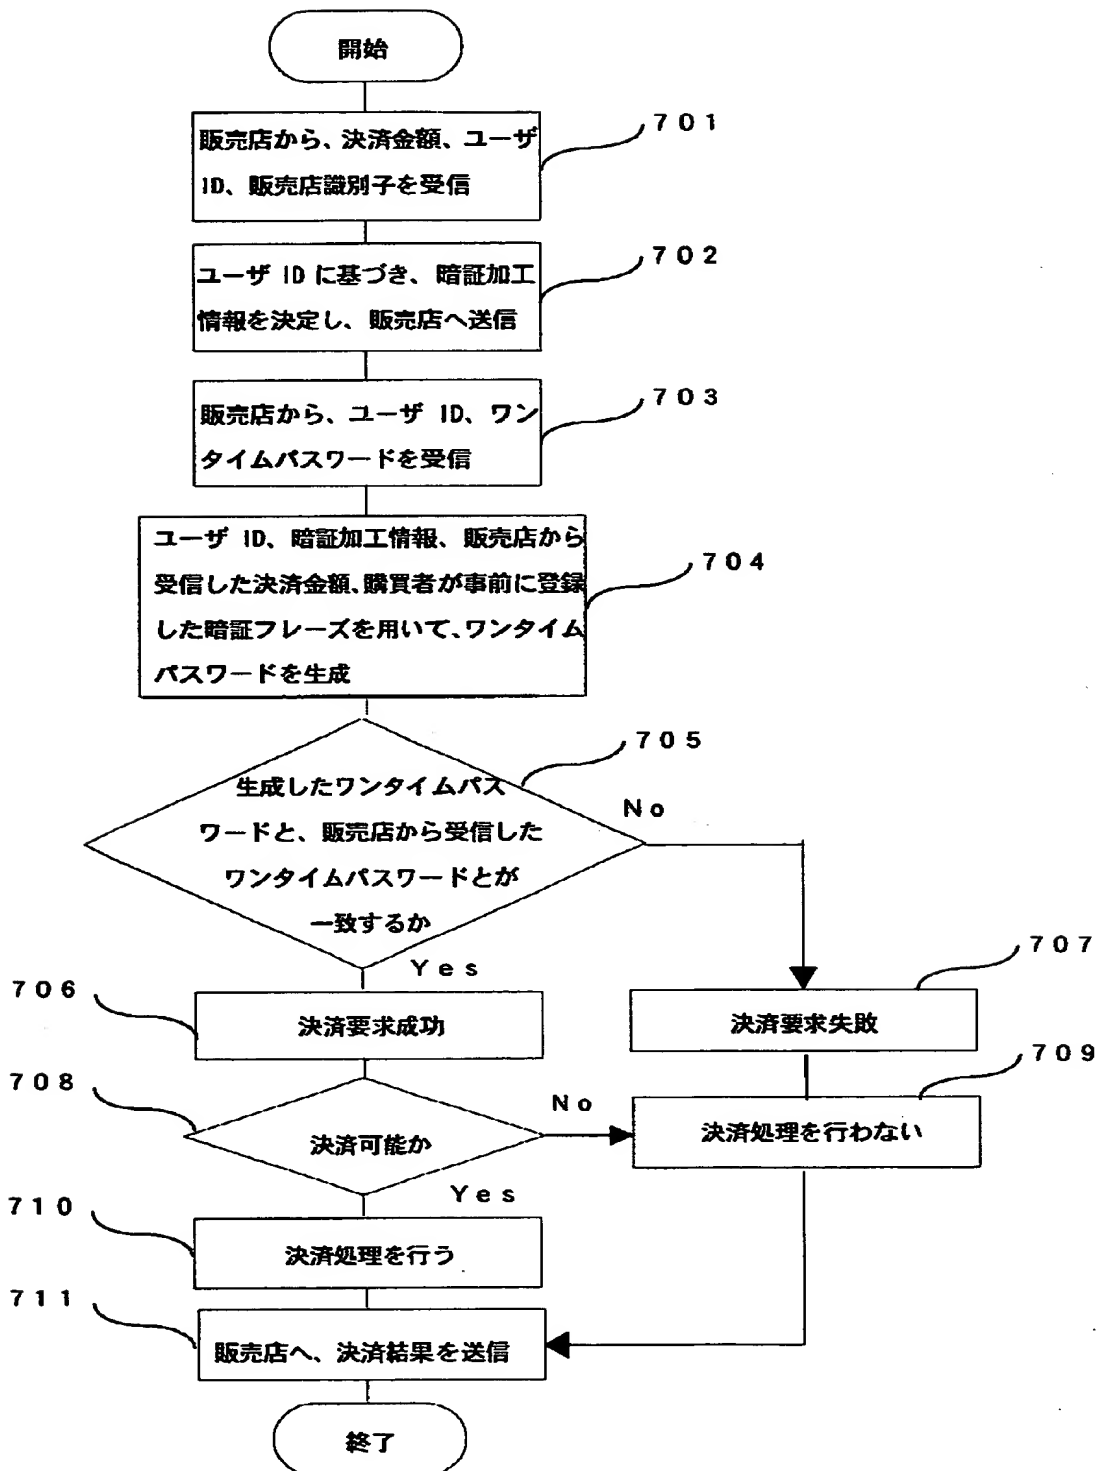 開始
販売店から、決済金額、ユーザ
ID、販売店識別子を受信
701
ユーザ ID に基づき、暗証加工
情報を決定し、販売店へ送信
702
販売店から、ユーザ ID、ワン
タイムパスワードを受信
703
ユーザ ID、暗証加工情報、販売店から
受信した決済金額、購買者が事前に登録
した暗証フレーズを用いて、ワンタイム
パスワードを生成
704
生成したワンタイムパス
ワードと、販売店から受信した
ワンタイムパスワードとが
一致するか
705
No
Yes
706
決済要求成功
707
決済要求失敗
708
決済可能か
No
709
決済処理を行わない
Yes
710
決済処理を行う
711
販売店へ、決済結果を送信
終了